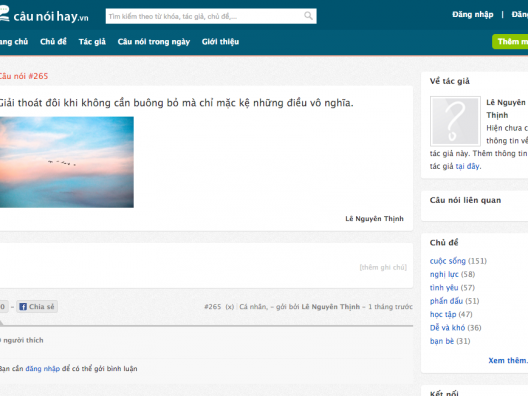 câu nói hay.vn
Tìm kiếm theo từ khóa, tác giả, chủ đề,...
Đăng nhập |
Chủ đề Tác giả Câu nói trong ngày Giới thiệu
Thêm
Câu nói #265
Giải thoát đôi khi không cần buông bỏ mà chỉ mặc kệ những điều vô nghĩa.
Lê Nguyên Thịnh
[thêm ghi chú]
0 – Chia sẻ
#265 (x) | Cá nhân, – gởi bởi Lê Nguyên Thịnh – 1 tháng trước
người thích
Bạn cần đăng nhập để có thể gởi bình luận
Về tác giả
Lê Nguyên
Thịnh
Hiện chưa c
thông tin về
tác giả này. Thêm thông tin
tác giả tại đây.
Câu nói liên quan
Chủ đề
cuộc sống (151)
nghị lực (58)
tình yêu (57)
phấn đấu (51)
học tập (47)
Dễ và khó (36)
bạn bè (31)
Xem thêm.
Kết nối